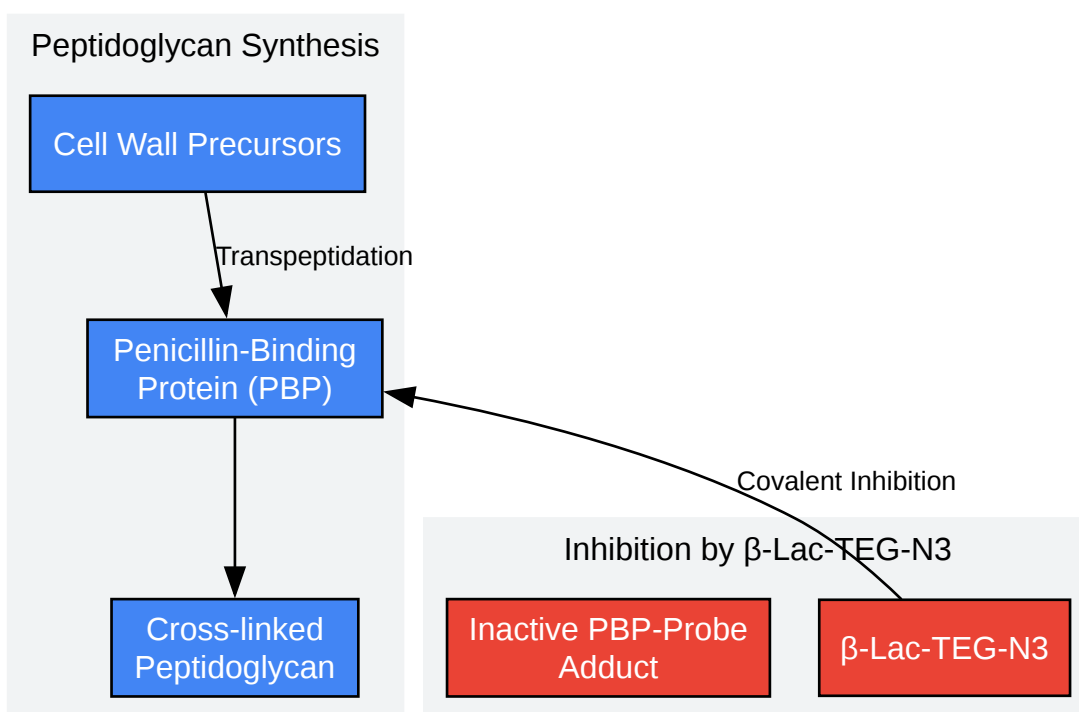 Peptidoglycan Synthesis
Cell Wall Precursors
Transpeptidation
Penicillin-Binding
Protein (PBP)
Covalent Inhibition
Inhibition by β-Lac-TEG-N3
Cross-linked
Peptidoglycan
Inactive PBP-Probe
Adduct
β-Lac-TEG-N3